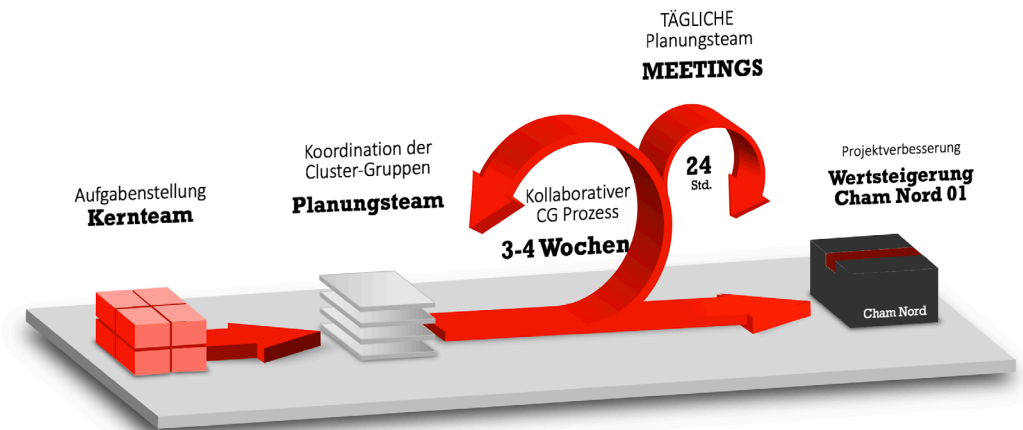 Aufgabenstellung
Kernteam
Koordination der
Cluster-Gruppen
Planungsteam
Kollaborativer
CG Prozess
3-4 Wochen
TÄGLICHE
Planungsteam
MEETINGS
24
Std.
Projektverbesserung
Wertsteigerung
Cham Nord 01
Cham Nord